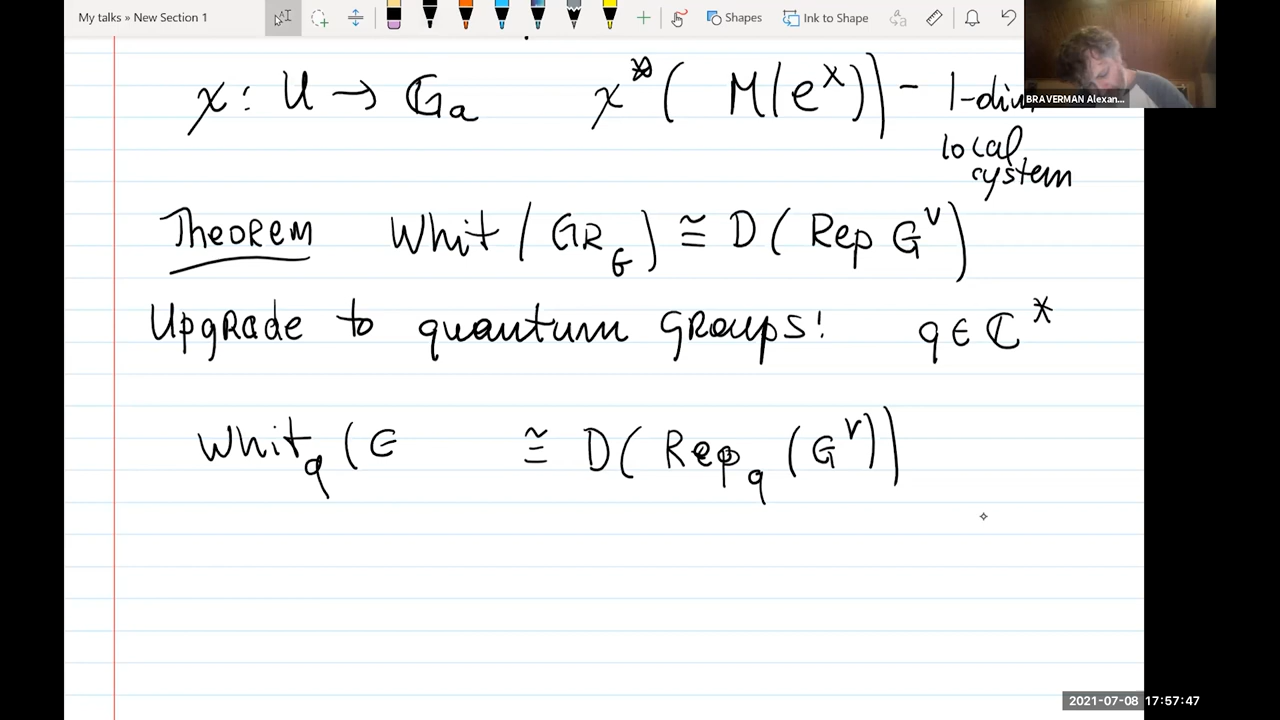 My talks » New Section 1
Shapes
Ink to Shape
χ : U → 𝔾a χ*( M(eˣ)) - 1-dim
BRAVERMAN Alexan...
local
system
Theorem Whit (GR_G) ≅ D( Rep G^∨)
Upgrade to quantum groups! q ∈ ℂ*
Whit_q (G ≅ D( Rep_q (G^∨))
2021-07-08 17:57:47